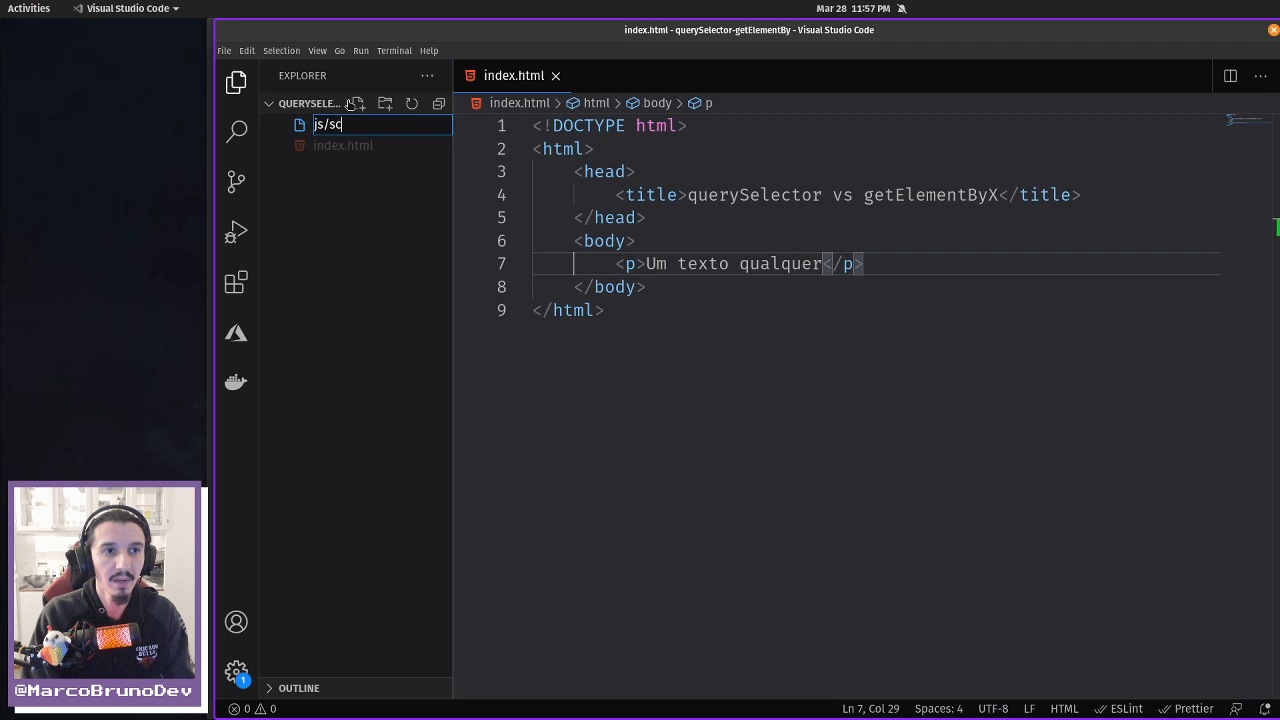 Activities
Visual Studio Code
Mar 28 11:57 PM
index.html - querySelector-getElementBy - Visual Studio Code
File Edit Selection View Go Run Terminal Help
EXPLORER
index.html
QUERYSELE...
index.html > html > body > p
js/sc
index.html
1 <!DOCTYPE html>
2 <html>
3 <head>
4 <title>querySelector vs getElementByX</title>
5 </head>
6 <body>
7 <p>Um texto qualquer</p>
8 </body>
9 </html>
CHICAGO
BULLS
1
@MarcoBrunoDev
OUTLINE
0 0
Ln 7, Col 29 Spaces: 4 UTF-8 LF HTML ESLint Prettier